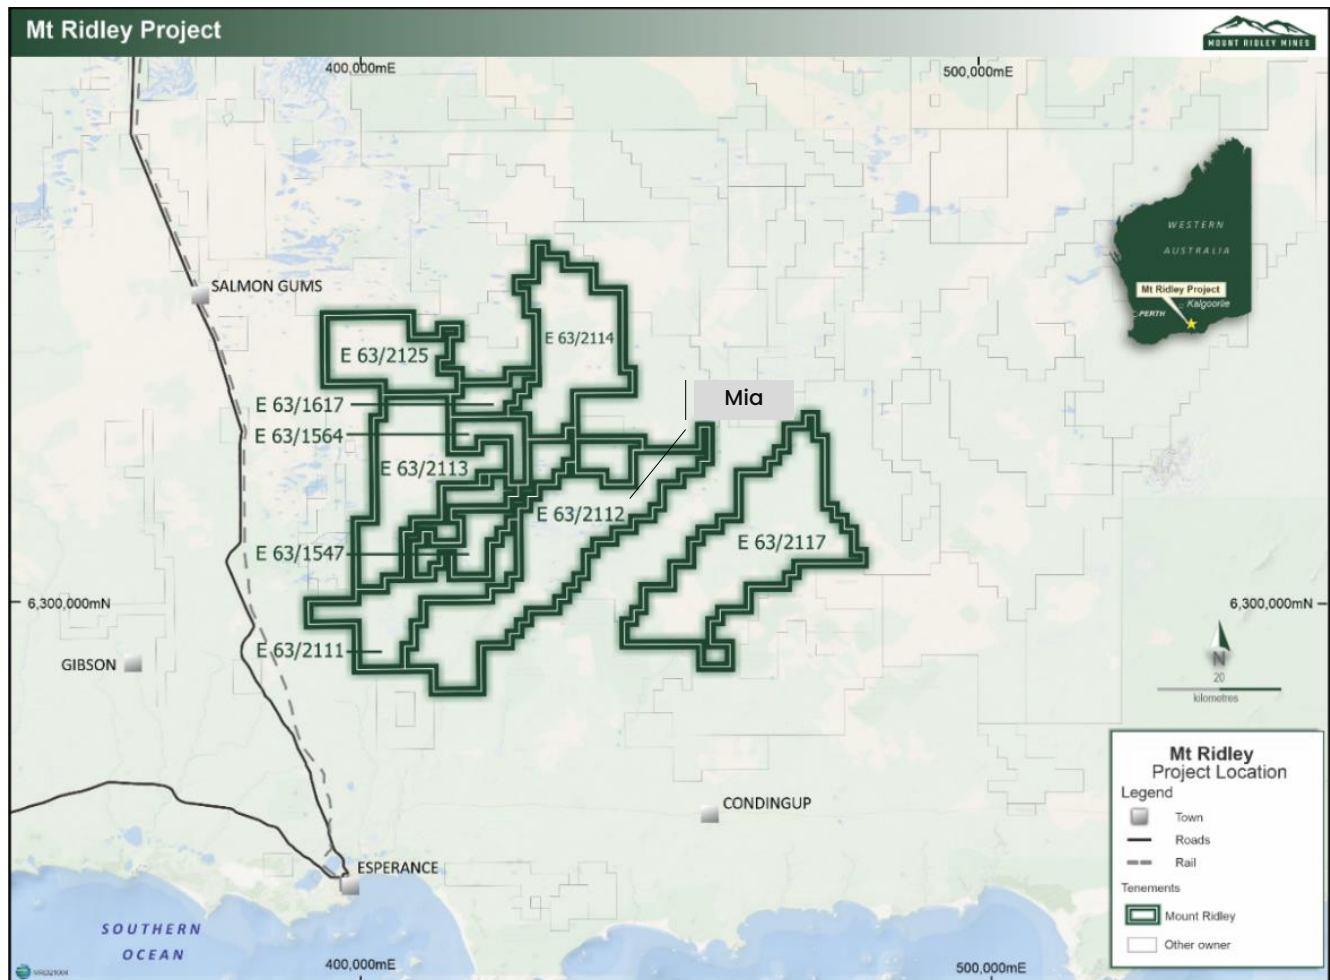 Mt Ridley Project
MOUNT RIDLEY MINES
400,000mE
500,000mE
WESTERN
AUSTRALIA
Mt Ridley Project
Kalgoorlie
PERTH
SALMON GUMS
E 63/2125
E 63/2114
E 63/1617
Mia
E 63/1564
E 63/2113
E 63/2112
E 63/2117
E 63/1547
6,300,000mN
6,300,000mN
E 63/2111
GIBSON
N
20
kilometres
Mt Ridley
Project Location
Legend
Town
Roads
Rail
Tenements
Mount Ridley
Other owner
CONDINGUP
ESPERANCE
SOUTHERN
OCEAN
400,000mE
500,000mE